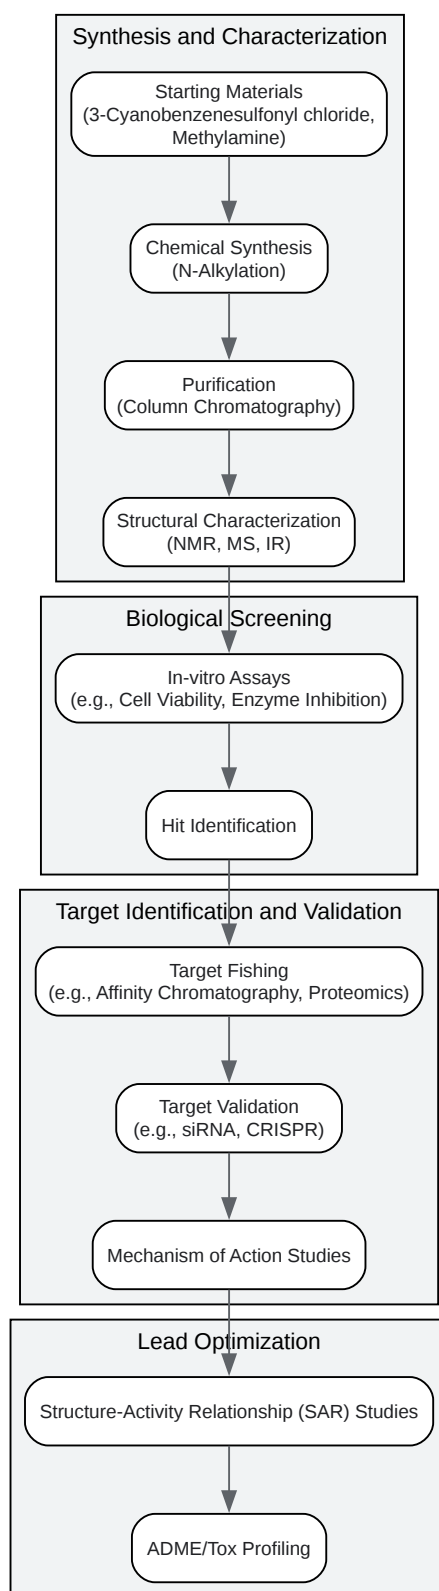 Synthesis and Characterization
Starting Materials
(3-Cyanobenzenesulfonyl chloride,
Methylamine)
Chemical Synthesis
(N-Alkylation)
Purification
(Column Chromatography)
Structural Characterization
(NMR, MS, IR)
Biological Screening
In-vitro Assays
(e.g., Cell Viability, Enzyme Inhibition)
Hit Identification
Target Identification and Validation
Target Fishing
(e.g., Affinity Chromatography, Proteomics)
Target Validation
(e.g., siRNA, CRISPR)
Mechanism of Action Studies
Lead Optimization
Structure-Activity Relationship (SAR) Studies
ADME/Tox Profiling